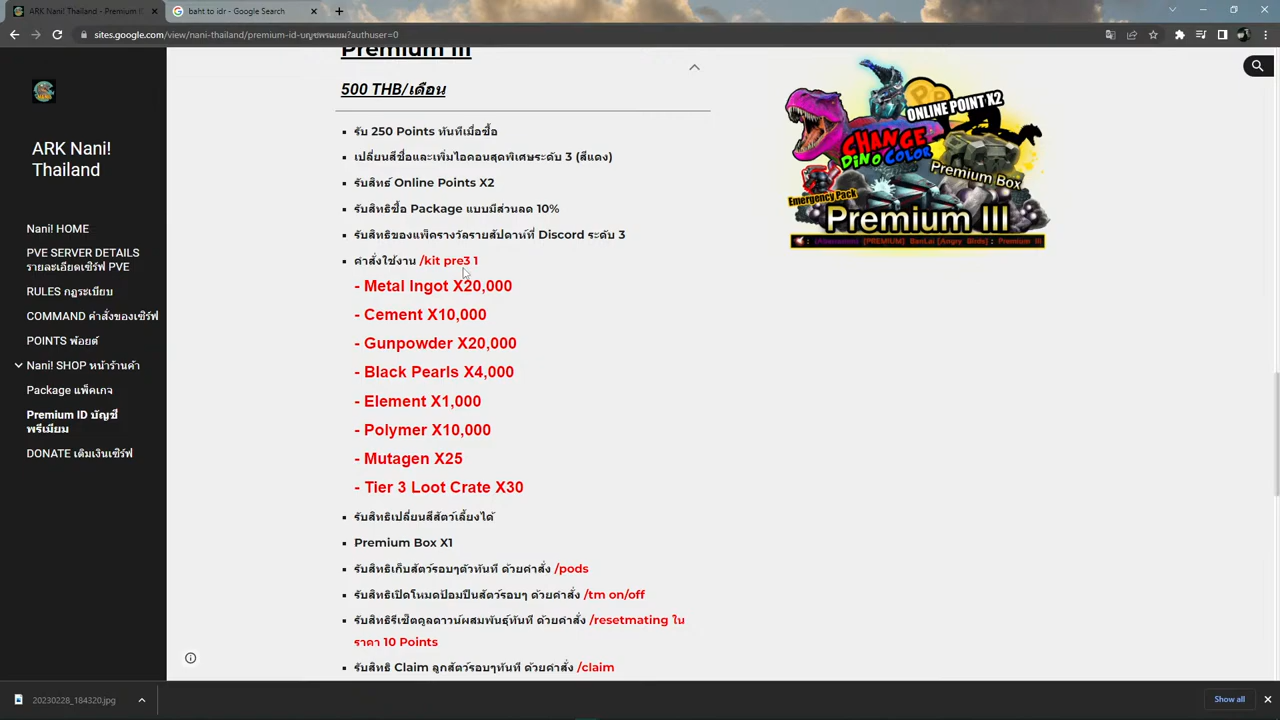 ARK Nani! Thailand - Premium I
baht to idr - Google Search
sites.google.com/view/nani-thailand/premium-id-บัญชีพรีเมียม?authuser=0
ARK Nani!
Thailand
Nani! HOME
PVE SERVER DETAILS
รายละเอียดเซิร์ฟ PVE
RULES กฎระเบียบ
COMMAND คำสั่งของเซิร์ฟ
POINTS พ้อยต์
Nani! SHOP หน้าร้านค้า
Package แพ็คเกจ
Premium ID บัญชี
พรีเมียม
DONATE เติมเงินเซิร์ฟ
Premium III
500 THB/เดือน
รับ 250 Points ทันทีเมื่อซื้อ
เปลี่ยนสีชื่อและเพิ่มไอคอนสุดพิเศษระดับ 3 (สีแดง)
รับสิทธิ์ Online Points X2
รับสิทธิซื้อ Package แบบมีส่วนลด 10%
รับสิทธิของแพ็ครางวัลรายสัปดาห์ที่ Discord ระดับ 3
คำสั่งใช้งาน /kit pre3 1
- Metal Ingot X20,000
- Cement X10,000
- Gunpowder X20,000
- Black Pearls X4,000
- Element X1,000
- Polymer X10,000
- Mutagen X25
- Tier 3 Loot Crate X30
รับสิทธิเปลี่ยนสีสัตว์เลี้ยงได้
Premium Box X1
รับสิทธิเก็บสัตว์รอบๆตัวทันที ด้วยคำสั่ง /pods
รับสิทธิเปิดโหมดป้อมปืนสัตว์รอบๆ ด้วยคำสั่ง /tm on/off
รับสิทธิรีเซ็ตคูลดาวน์ผสมพันธุ์ทันที ด้วยคำสั่ง /resetmating ใน
ราคา 10 Points
รับสิทธิ Claim ลูกสัตว์รอบๆทันที ด้วยคำสั่ง /claim
ONLINE POINT X2
CHANGE
DINO COLOR
Premium Box
Emergency Pack
Premium III
[PREMIUM] BanLai (Angry Birds) : Premium III
20230228_184320.jpg
Show all